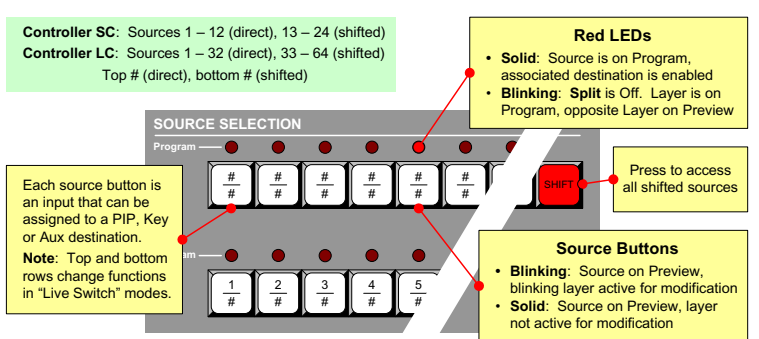 Controller SC: Sources 1 – 12 (direct), 13 – 24 (shifted)
Controller LC: Sources 1 – 32 (direct), 33 – 64 (shifted)
Top # (direct), bottom # (shifted)
Red LEDs
• Solid: Source is on Program,
associated destination is enabled
• Blinking: Split is Off. Layer is on
Program, opposite Layer on Preview
SOURCE SELECTION
Program
# # # # # #
# # # # # #
SHIFT
Press to access
all shifted sources
Each source button is
an input that can be
assigned to a PIP, Key
or Aux destination.
Note: Top and bottom
rows change functions
in “Live Switch” modes.
am
1 2 3 4 5
# # # # #
Source Buttons
• Blinking: Source on Preview,
blinking layer active for modification
• Solid: Source on Preview, layer
not active for modification